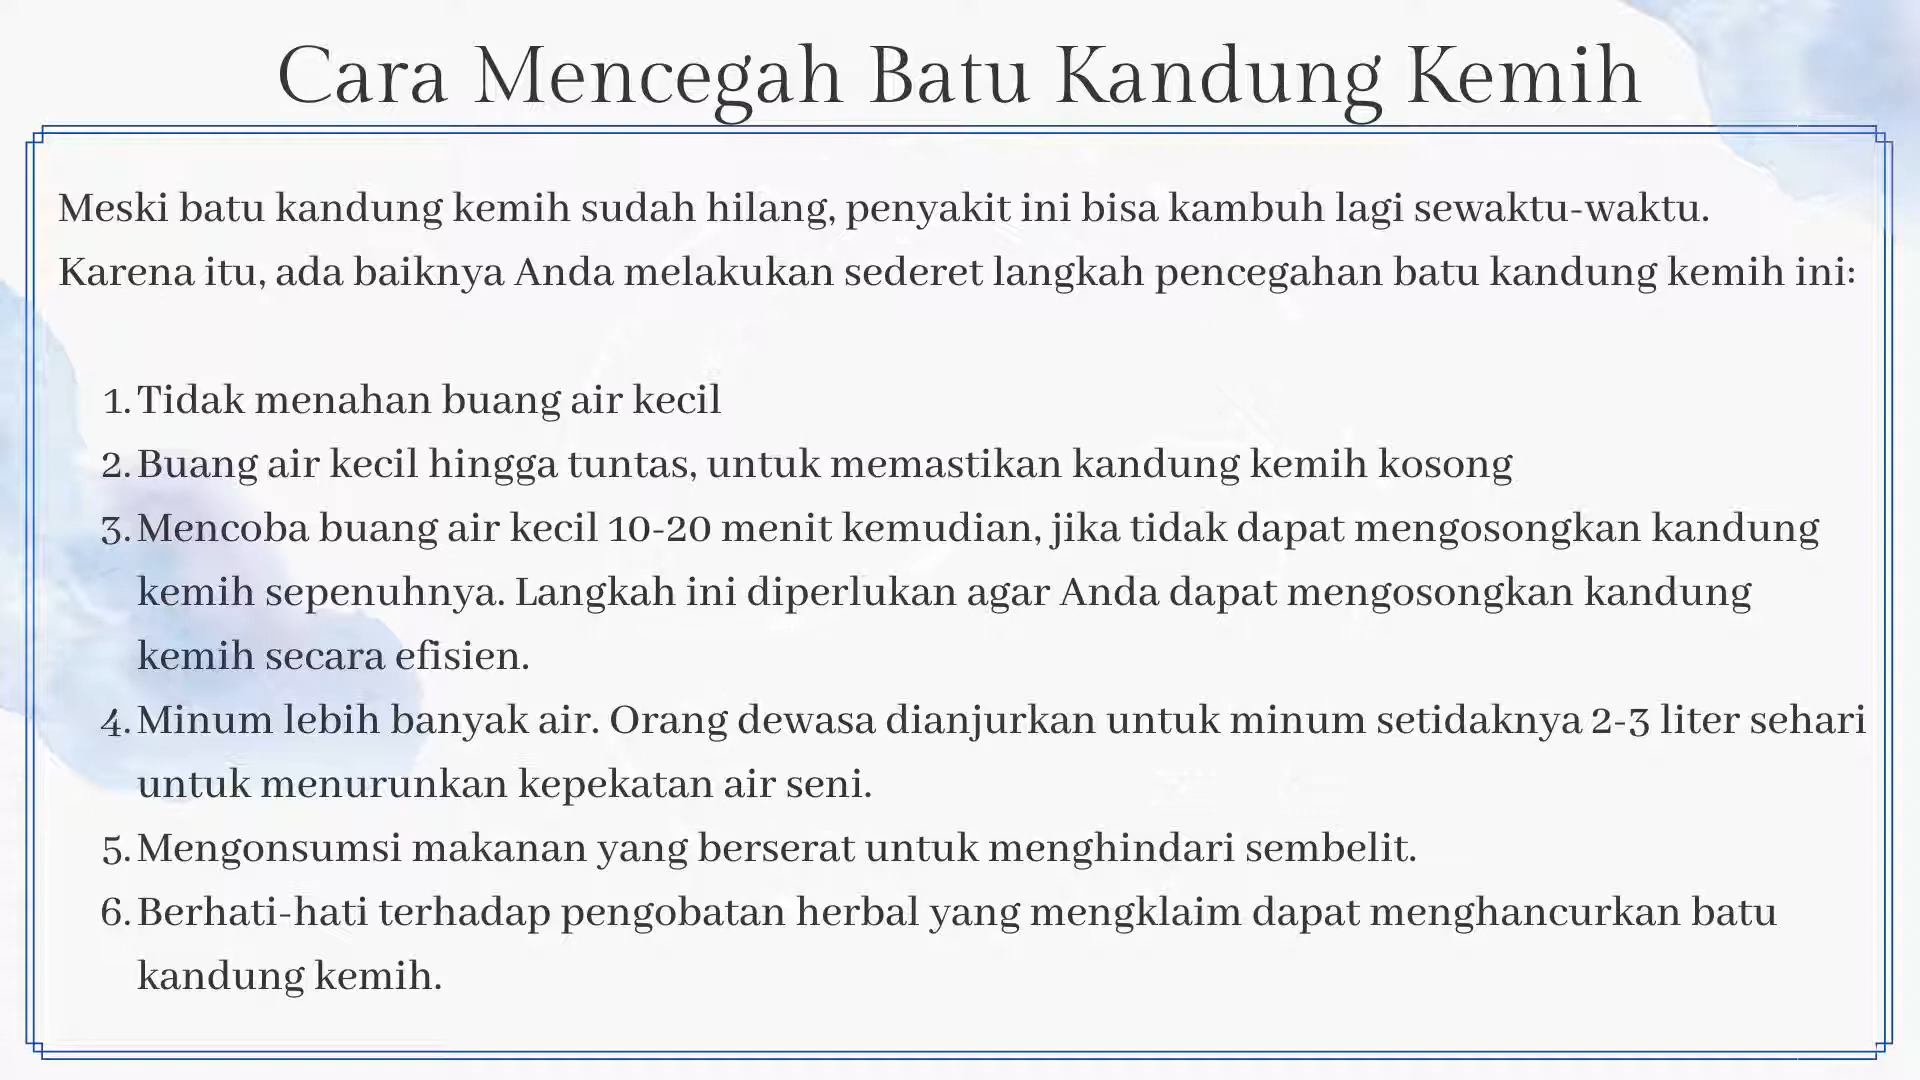 Cara Mencegah Batu Kandung Kemih
Meski batu kandung kemih sudah hilang, penyakit ini bisa kambuh lagi sewaktu-waktu.
Karena itu, ada baiknya Anda melakukan sederet langkah pencegahan batu kandung kemih ini:
1. Tidak menahan buang air kecil
2. Buang air kecil hingga tuntas, untuk memastikan kandung kemih kosong
3. Mencoba buang air kecil 10-20 menit kemudian, jika tidak dapat mengosongkan kandung
kemih sepenuhnya. Langkah ini diperlukan agar Anda dapat mengosongkan kandung
kemih secara efisien.
4. Minum lebih banyak air. Orang dewasa dianjurkan untuk minum setidaknya 2-3 liter sehari
untuk menurunkan kepekatan air seni.
5. Mengonsumsi makanan yang berserat untuk menghindari sembelit.
6. Berhati-hati terhadap pengobatan herbal yang mengklaim dapat menghancurkan batu
kandung kemih.